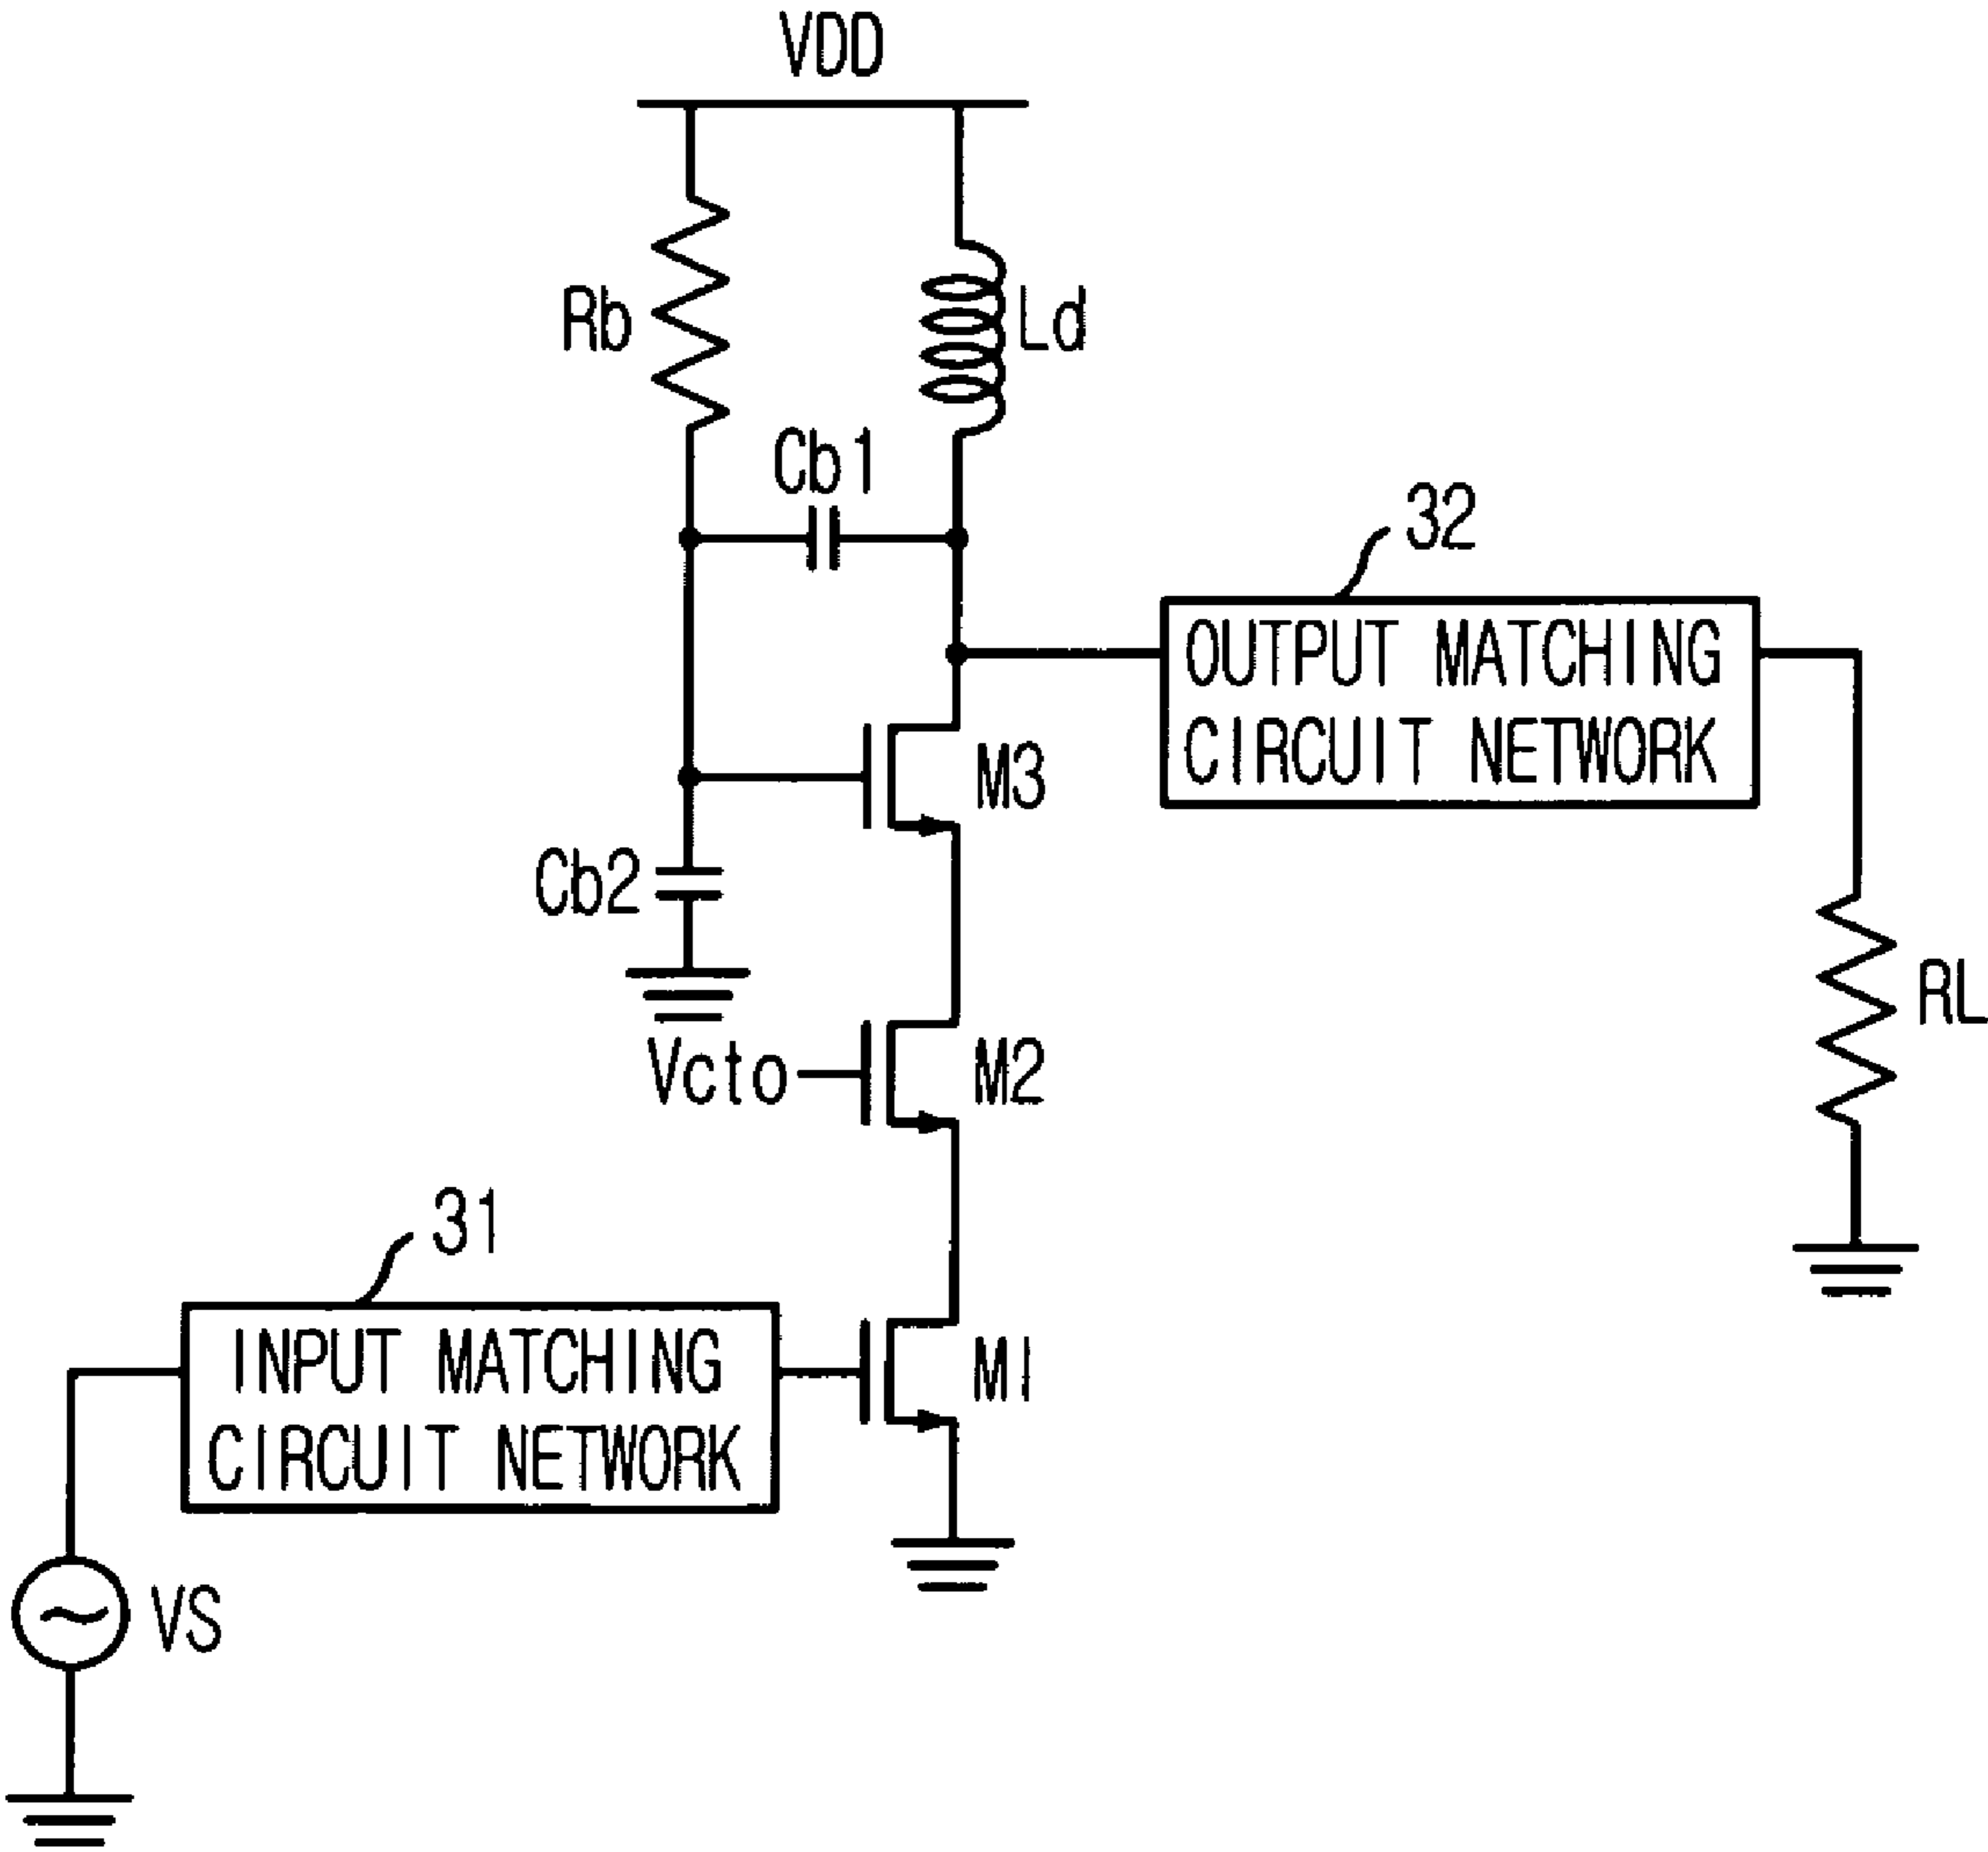 VDD
Rb
Ld
Cb1
32
OUTPUT MATCHING
CIRCUIT NETWORK
M3
Cb2
RL
Vcto
M2
31
INPUT MATCHING
CIRCUIT NETWORK
M1
VS